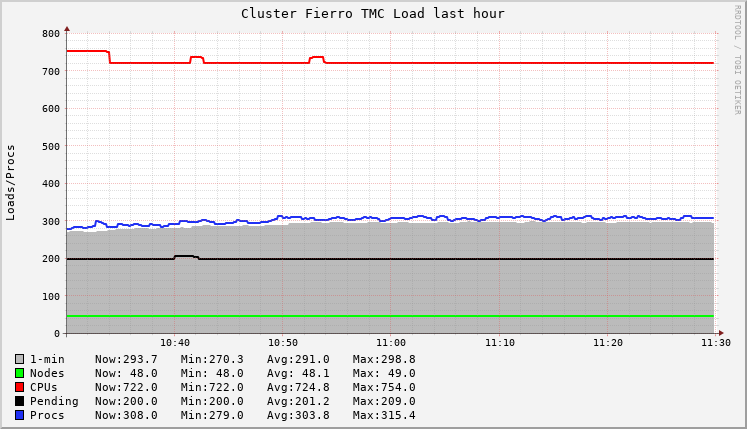 Cluster Fierro TMC Load last hour
RRDTOOL / TOBI OETIKER
Loads/Procs
800
700
600
500
400
300
200
100
0
10:40 10:50 11:00 11:10 11:20 11:30
1-min Now:293.7 Min:270.3 Avg:291.0 Max:298.8
Nodes Now: 48.0 Min: 48.0 Avg: 48.1 Max: 49.0
CPUs Now:722.0 Min:722.0 Avg:724.8 Max:754.0
Pending Now:200.0 Min:200.0 Avg:201.2 Max:209.0
Procs Now:308.0 Min:279.0 Avg:303.8 Max:315.4